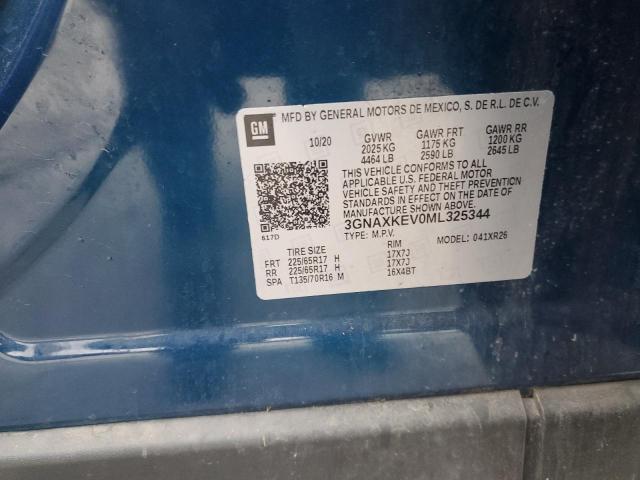 GM MFD BY GENERAL MOTORS DE MEXICO, S. DE R.L. DE C.V.
10/20 GVWR GAWR FRT GAWR RR
2025 KG 1175 KG 1200 KG
4464 LB 2590 LB 2645 LB
THIS VEHICLE CONFORMS TO ALL
APPLICABLE U.S. FEDERAL MOTOR
VEHICLE SAFETY AND THEFT PREVENTION
STANDARDS IN EFFECT ON THE DATE OF
MANUFACTURE SHOWN ABOVE.
3GNAXKEV0ML325344
617D TYPE: M.P.V. MODEL: 041XR26
TIRE SIZE RIM
FRT 225/65R17 H 17X7J
RR 225/65R17 H 17X7J
SPA T135/70R16 M 16X4BT